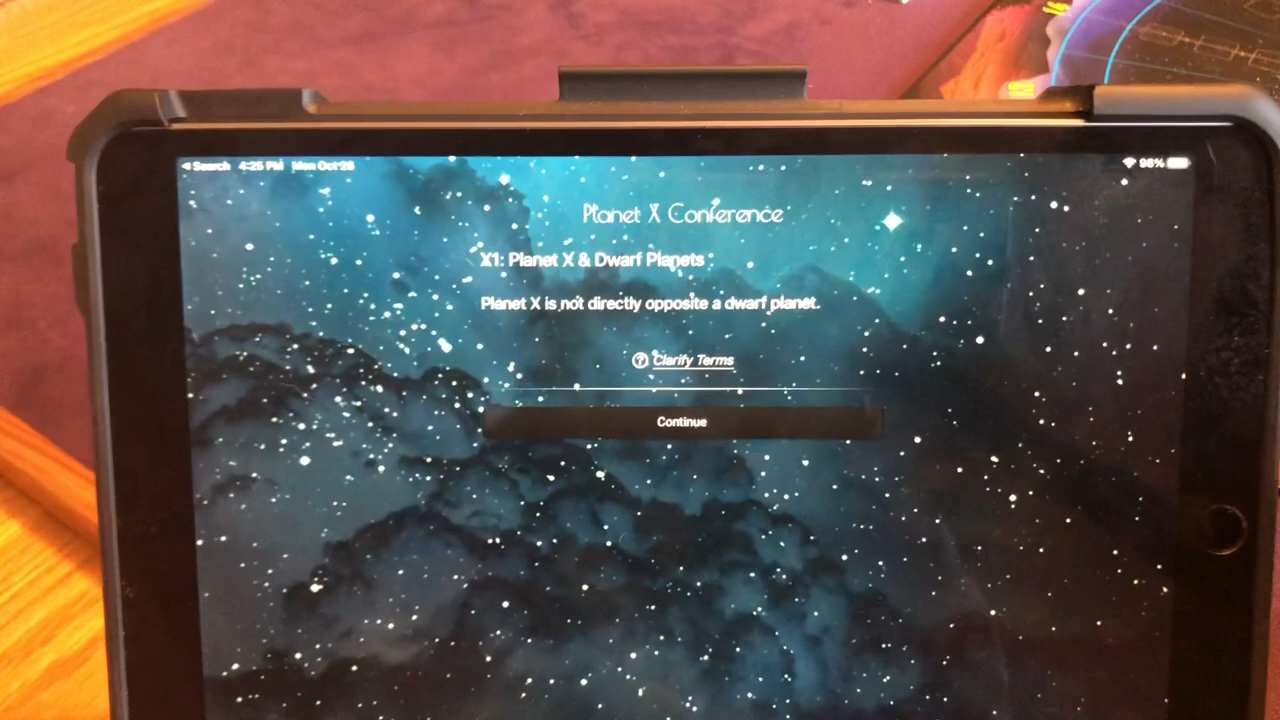 ◀ Search 4:25 PM Mon Oct 26 98%
Planet X Conference
X1: Planet X & Dwarf Planets
Planet X is not directly opposite a dwarf planet.
? Clarify Terms
Continue